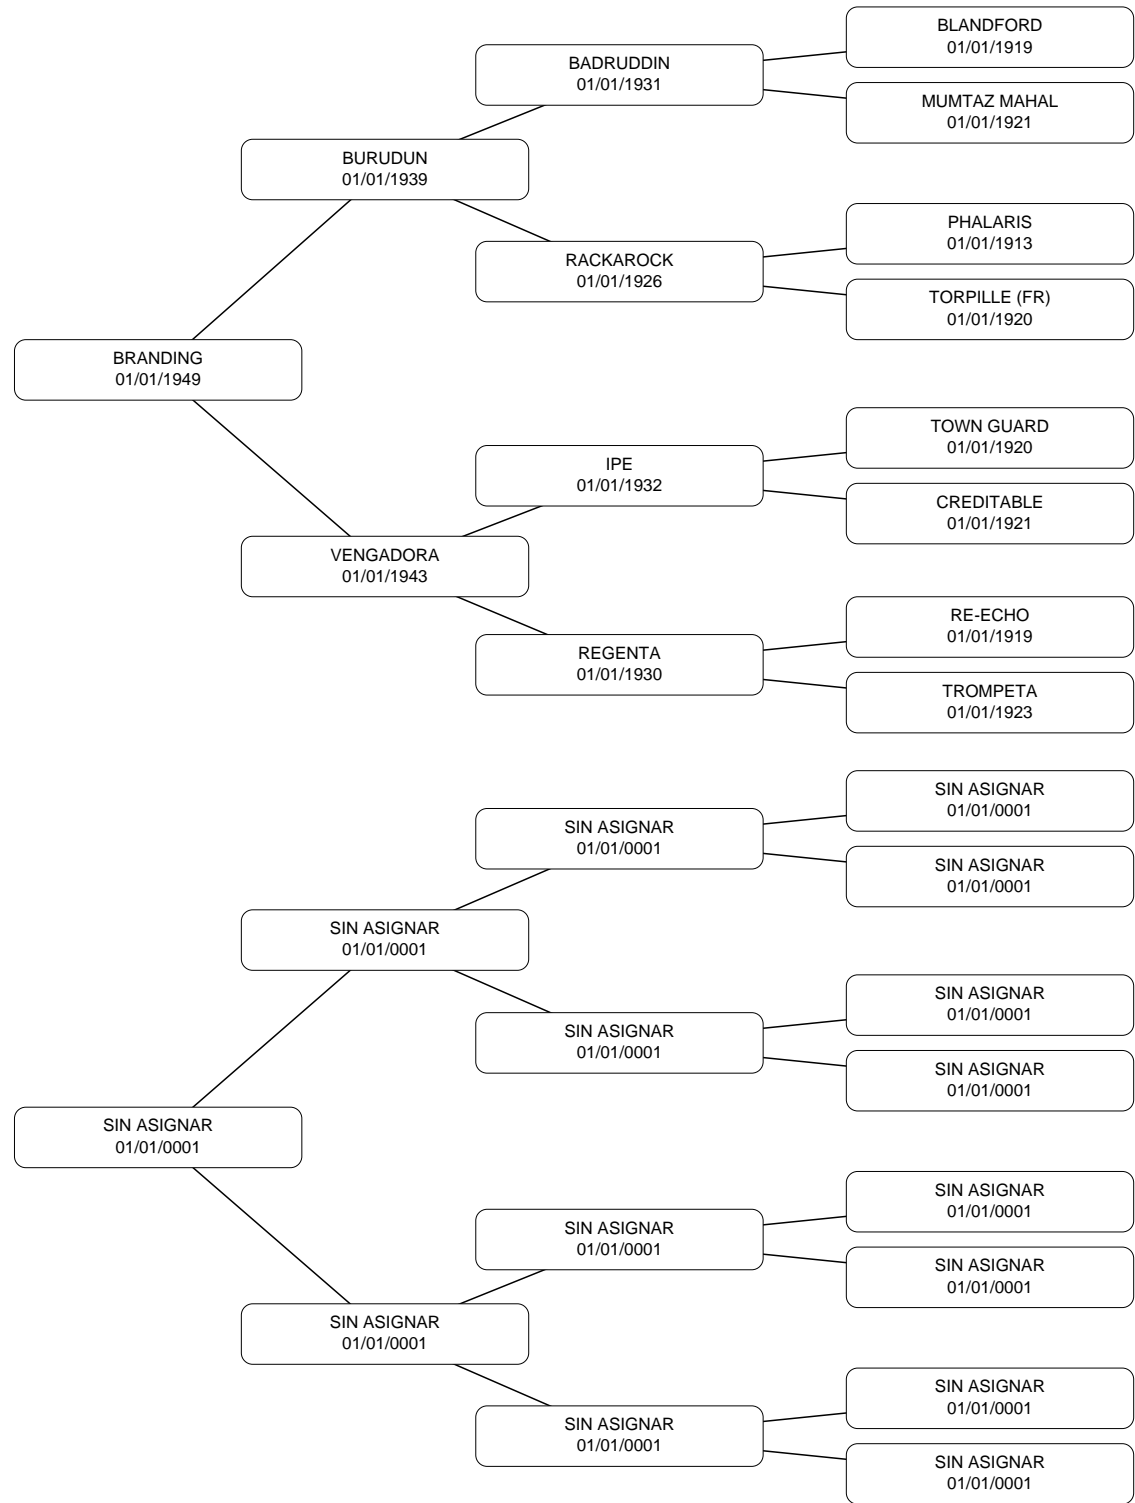 BLANDFORD
01/01/1919
BADRUDDIN
01/01/1931
MUMTAZ MAHAL
01/01/1921
BURUDUN
01/01/1939
PHALARIS
01/01/1913
RACKAROCK
01/01/1926
TORPILLE (FR)
01/01/1920
BRANDING
01/01/1949
TOWN GUARD
01/01/1920
IPE
01/01/1932
CREDITABLE
01/01/1921
VENGADORA
01/01/1943
RE-ECHO
01/01/1919
REGENTA
01/01/1930
TROMPETA
01/01/1923
SIN ASIGNAR
01/01/0001
SIN ASIGNAR
01/01/0001
SIN ASIGNAR
01/01/0001
SIN ASIGNAR
01/01/0001
SIN ASIGNAR
01/01/0001
SIN ASIGNAR
01/01/0001
SIN ASIGNAR
01/01/0001
SIN ASIGNAR
01/01/0001
SIN ASIGNAR
01/01/0001
SIN ASIGNAR
01/01/0001
SIN ASIGNAR
01/01/0001
SIN ASIGNAR
01/01/0001
SIN ASIGNAR
01/01/0001
SIN ASIGNAR
01/01/0001
SIN ASIGNAR
01/01/0001